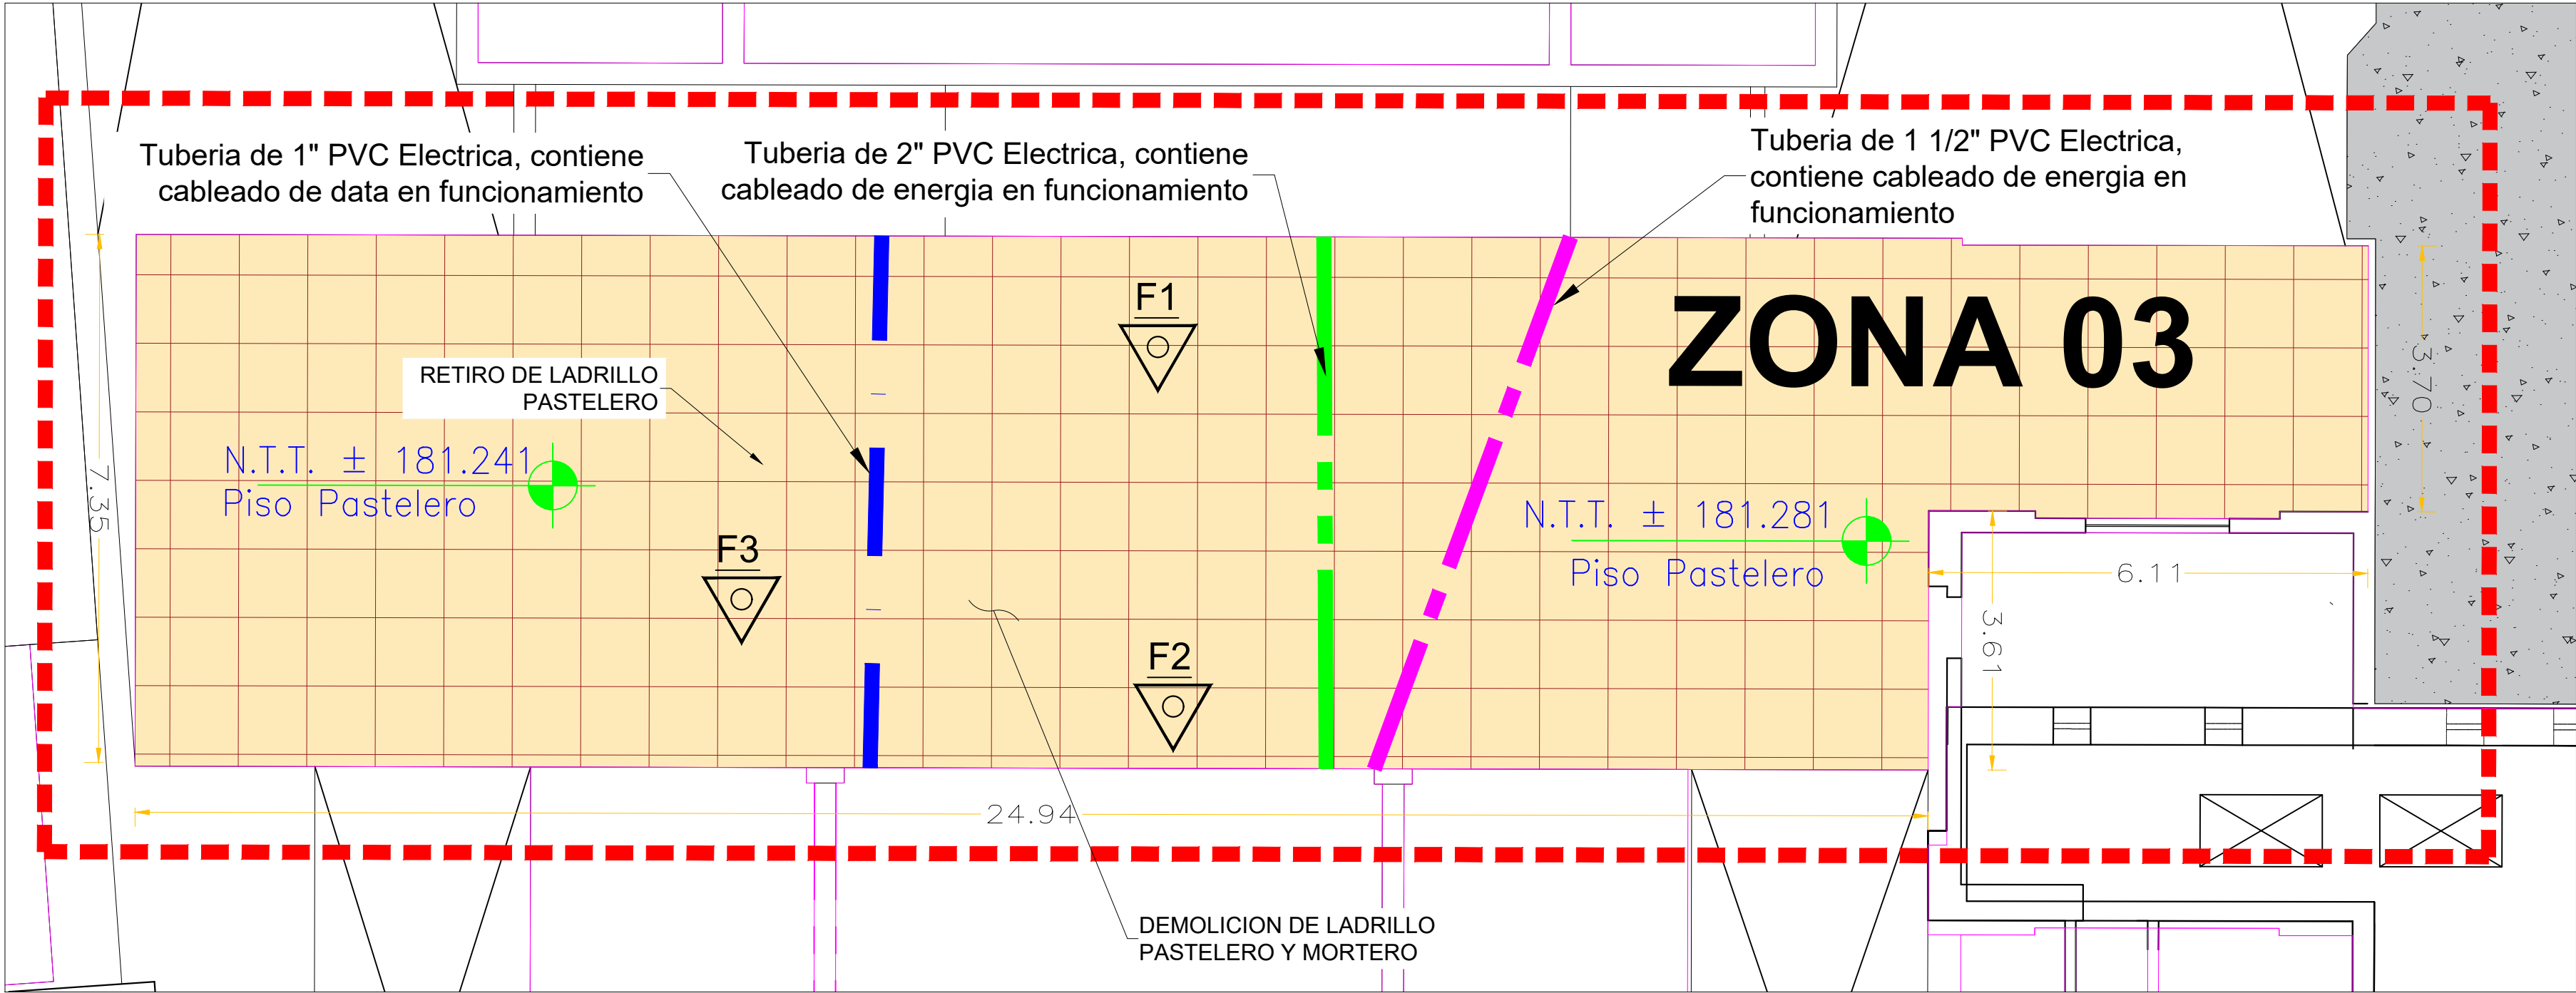 Tuberia de 1" PVC Electrica, contiene
cableado de data en funcionamiento
Tuberia de 2" PVC Electrica, contiene
cableado de energia en funcionamiento
Tuberia de 1 1/2" PVC Electrica,
contiene cableado de energia en
funcionamiento
F1
ZONA 03
3.70
RETIRO DE LADRILLO
PASTELERO
N.T.T. ± 181.241
Piso Pastelero
7.35
N.T.T. ± 181.281
Piso Pastelero
F3
6.11
3.61
F2
24.94
DEMOLICION DE LADRILLO
PASTELERO Y MORTERO